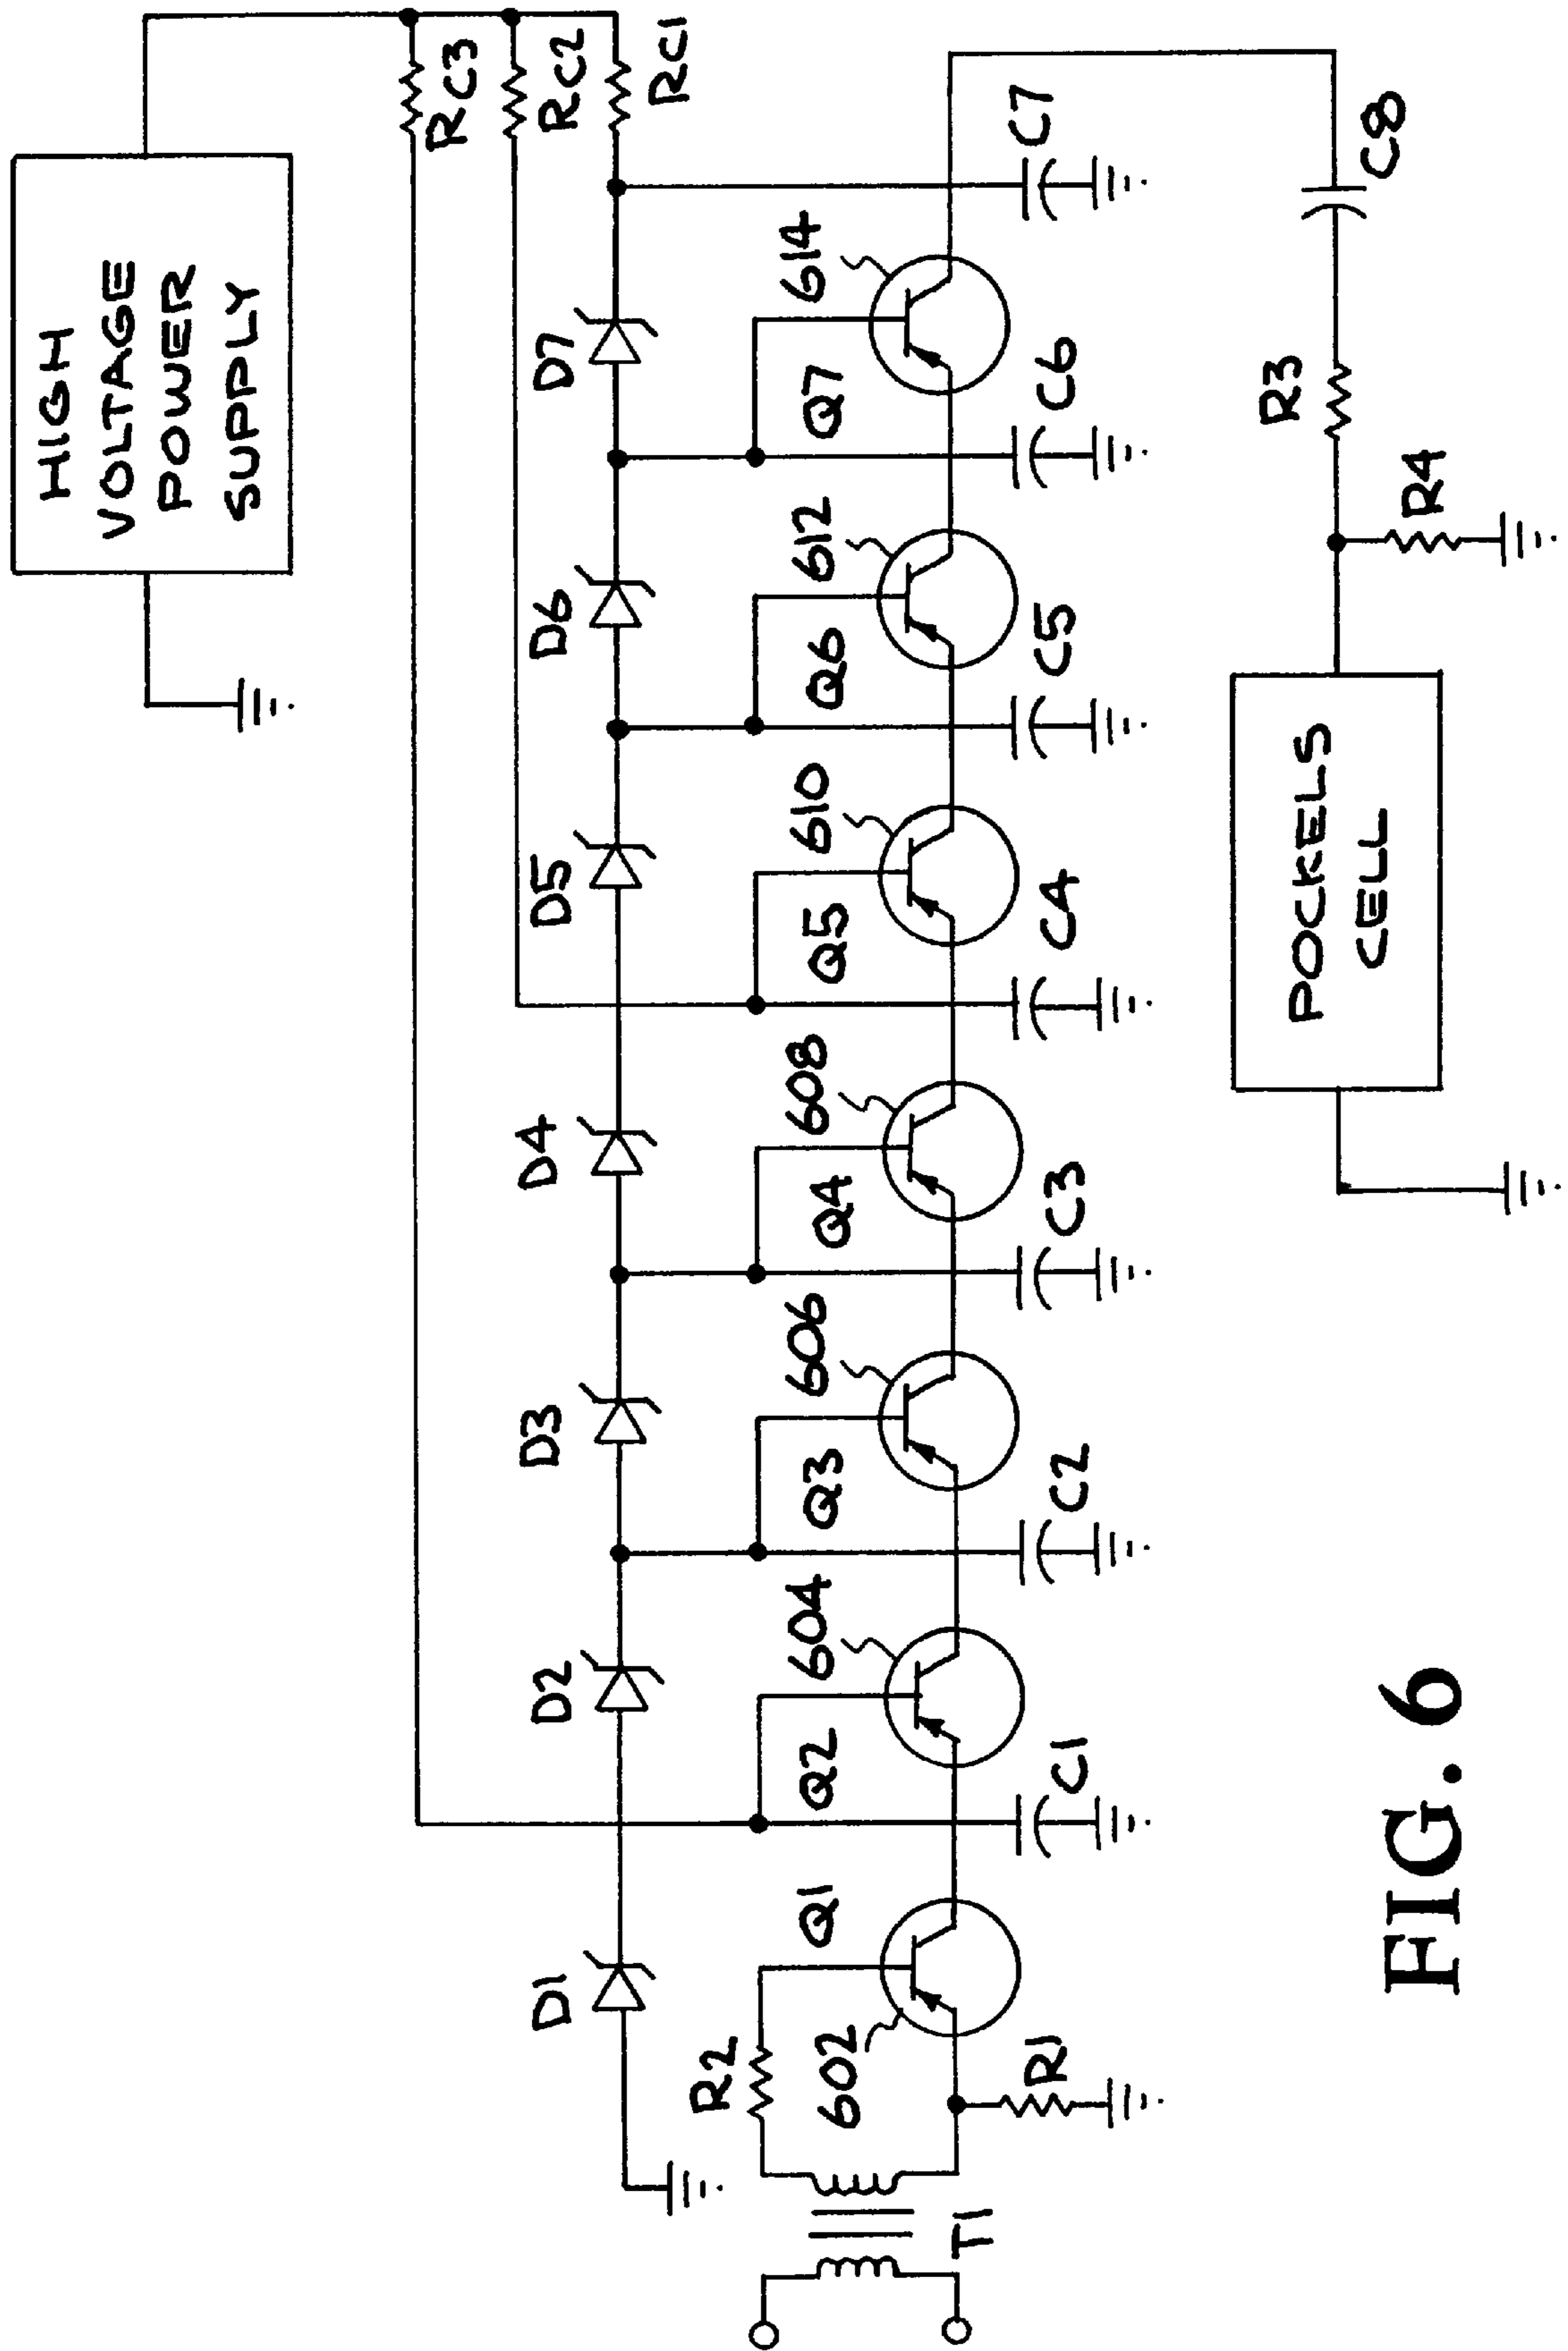 HIGH
VOLTAGE
POWER
SUPPLY
RC3
RC2
RC1
D1
D2
D3
D4
D5
D6
D7
R2
Q1
Q2
604
Q3
606
Q4
608
Q5
610
Q6
612
Q7
614
602
T1
R1
C1
C2
C3
C4
C5
C6
C7
POCKELS
CELL
R4
R3
C8
FIG. 6